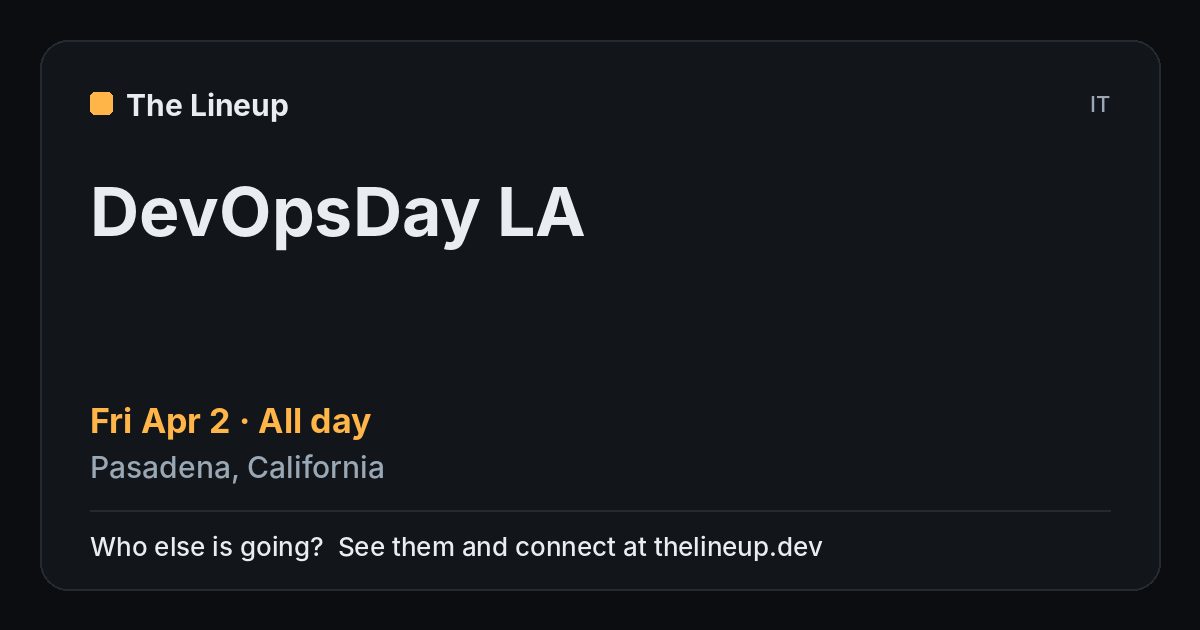 The Lineup
IT
DevOpsDay LA
Fri Apr 2 · All day
Pasadena, California
Who else is going?  See them and connect at thelineup.dev